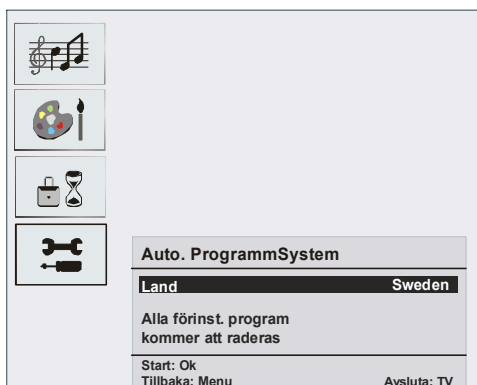 Auto. ProgrammSystem
Land Sweden
Alla förinst. program
kommer att raderas
Start: Ok
Tillbaka: Menu Avsluta: TV